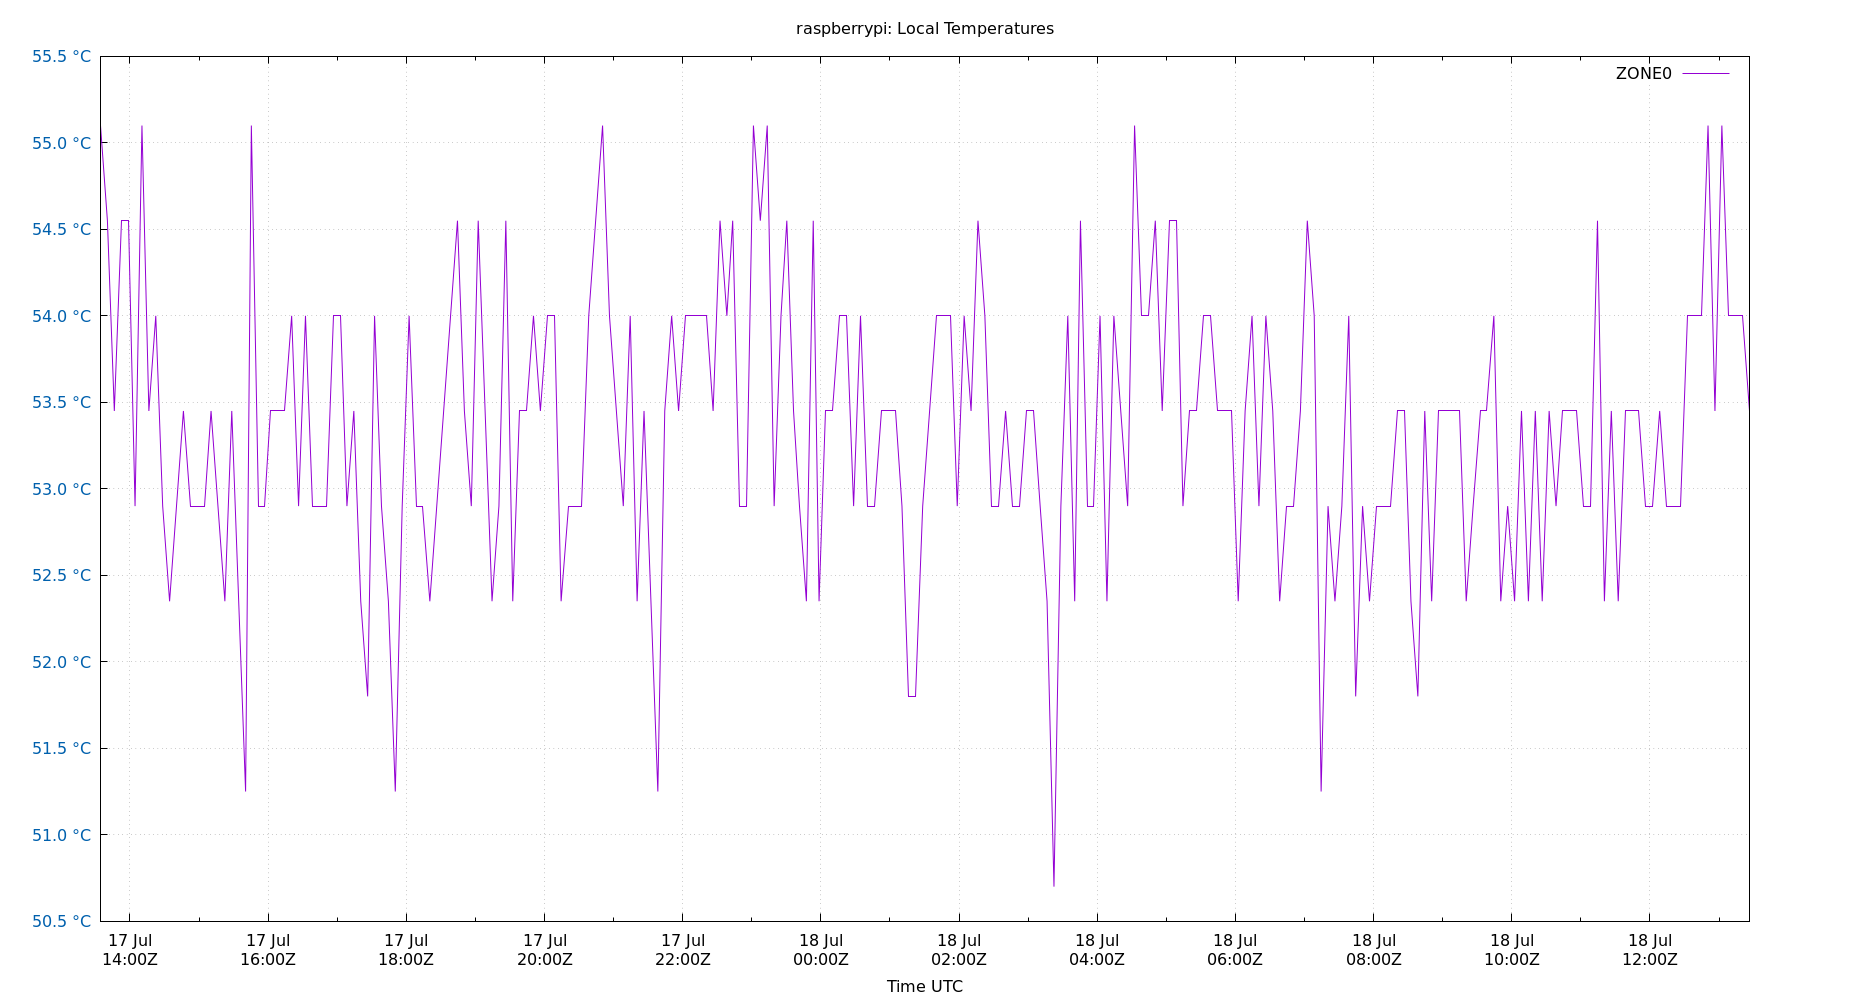 raspberrypi: Local Temperatures
55.5 °C
ZONE0
55.0 °C
54.5 °C
54.0 °C
53.5 °C
53.0 °C
52.5 °C
52.0 °C
51.5 °C
51.0 °C
50.5 °C
17 Jul 17 Jul 17 Jul 17 Jul 17 Jul 18 Jul 18 Jul 18 Jul 18 Jul 18 Jul 18 Jul 18 Jul
14:00Z 16:00Z 18:00Z 20:00Z 22:00Z 00:00Z 02:00Z 04:00Z 06:00Z 08:00Z 10:00Z 12:00Z
Time UTC